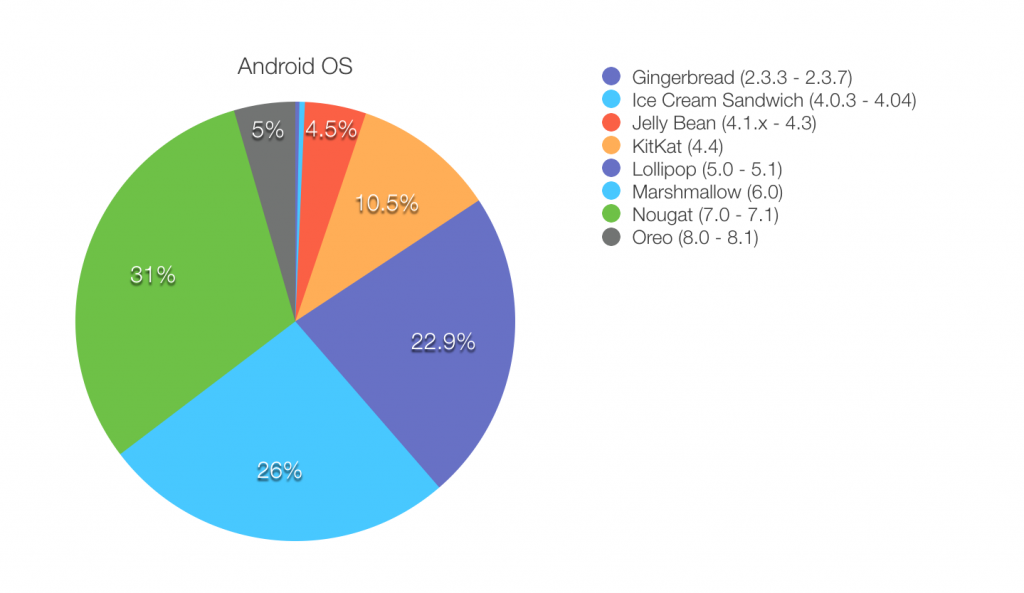 Android OS
Gingerbread (2.3.3 - 2.3.7)
Ice Cream Sandwich (4.0.3 - 4.04)
Jelly Bean (4.1.x - 4.3)
KitKat (4.4)
Lollipop (5.0 - 5.1)
Marshmallow (6.0)
Nougat (7.0 - 7.1)
Oreo (8.0 - 8.1)
5%
4.5%
10.5%
31%
22.9%
26%